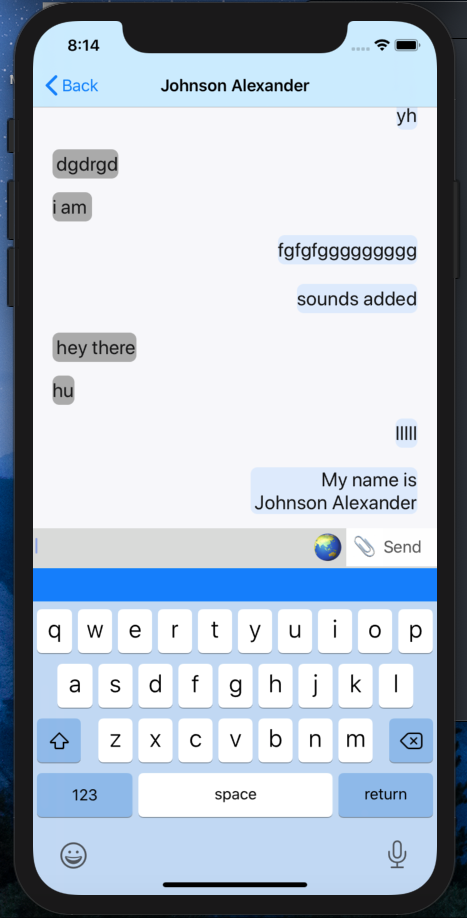 8:14
Back
Johnson Alexander
yh
dgdrgd
i am
fgfgfggggggggg
sounds added
hey there
hu
lllll
My name is
Johnson Alexander
Send
q w e r t y u i o p
a s d f g h j k l
z x c v b n m
123 space return